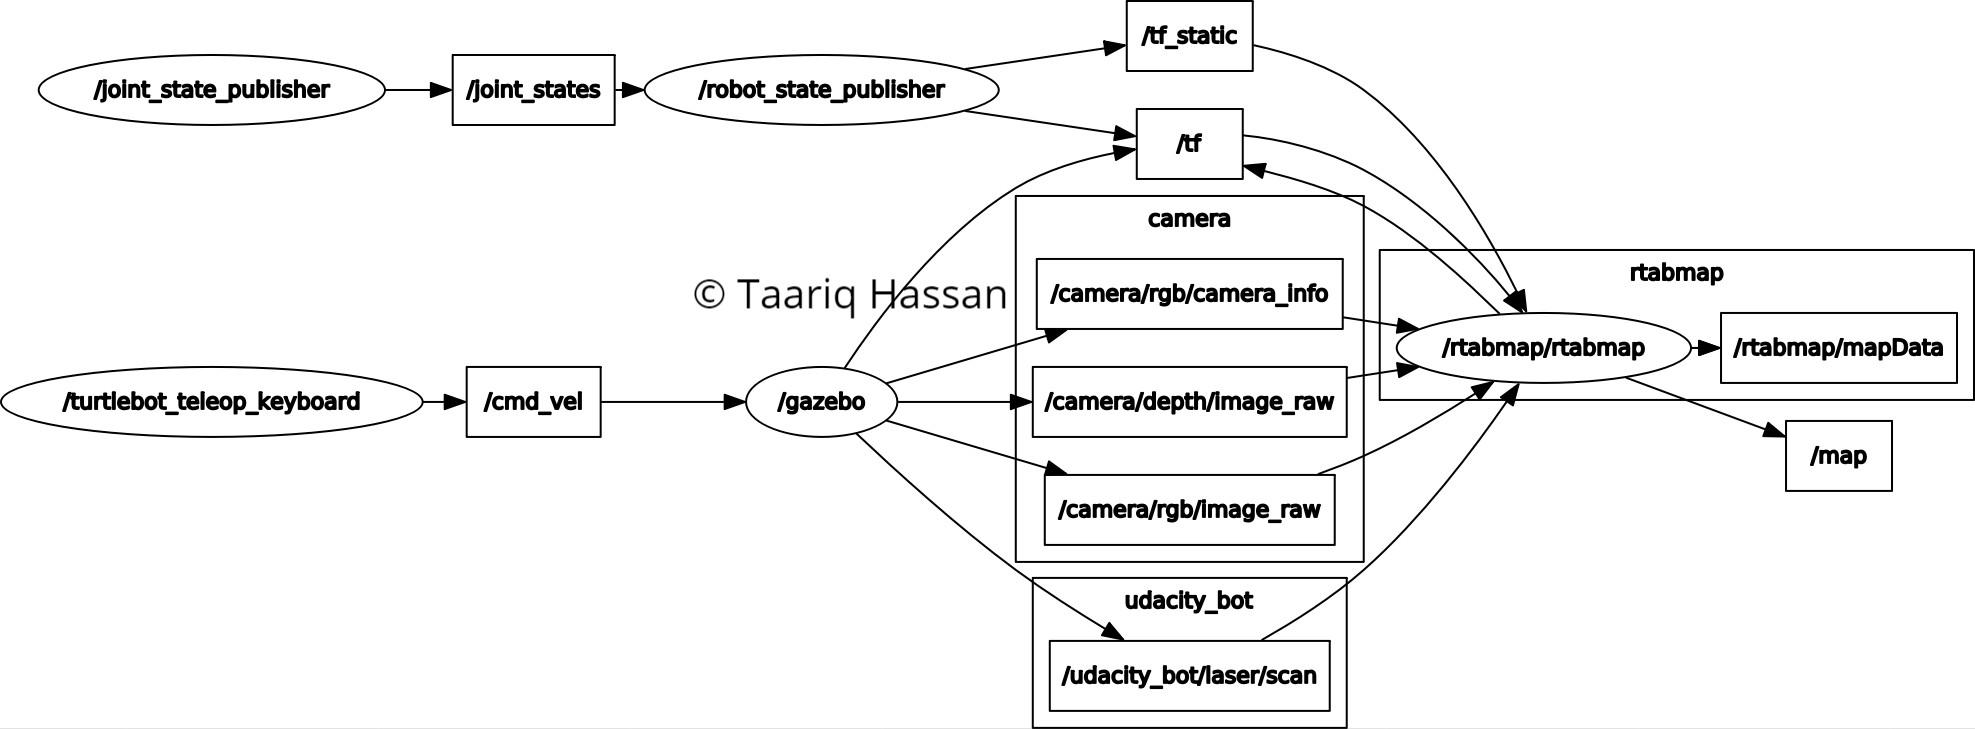 /tf_static
/joint_state_publisher
/joint_states
/robot_state_publisher
/tf
camera
/camera/rgb/camera_info
© Taariq Hassan
rtabmap
/rtabmap/rtabmap
/rtabmap/mapData
/turtlebot_teleop_keyboard
/cmd_vel
/gazebo
/camera/depth/image_raw
/map
/camera/rgb/image_raw
udacity_bot
/udacity_bot/laser/scan